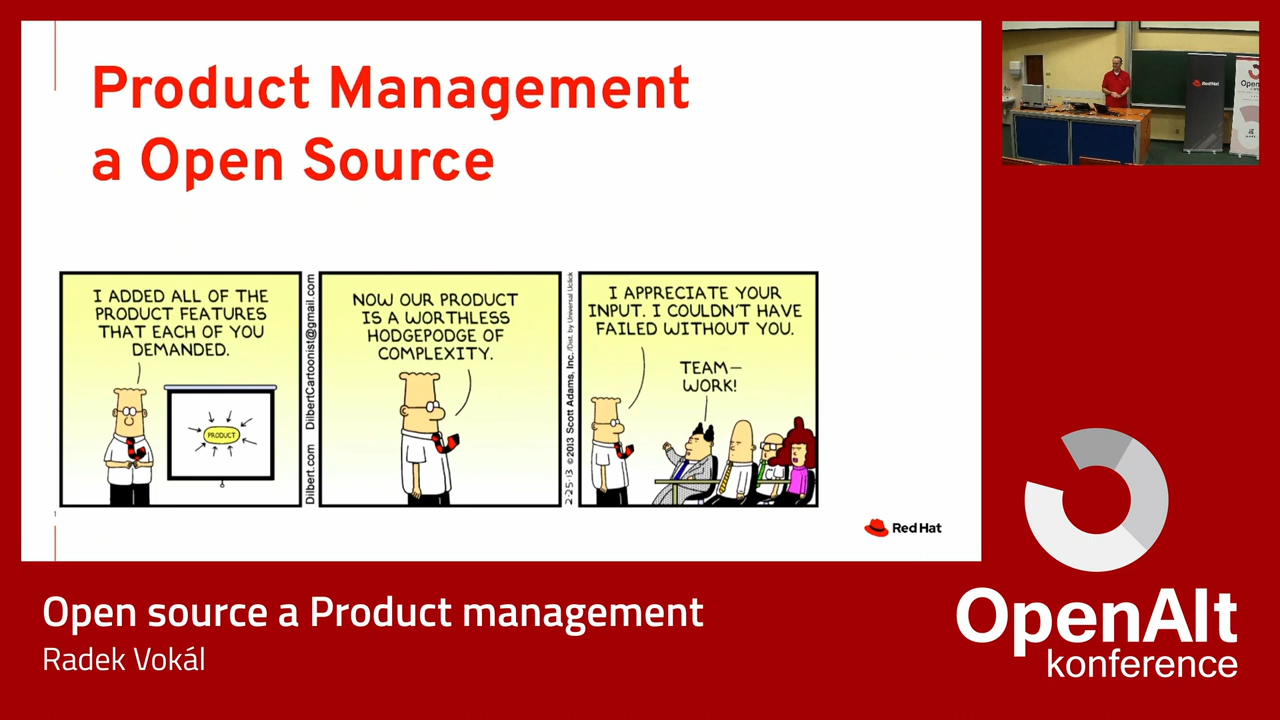 Product Management
a Open Source
I ADDED ALL OF THE
PRODUCT FEATURES
THAT EACH OF YOU
DEMANDED.
PRODUCT
Dilbert.com DilbertCartoonist@gmail.com
NOW OUR PRODUCT
IS A WORTHLESS
HODGEPODGE OF
COMPLEXITY.
2-25-13 ©2013 Scott Adams, Inc. /Dist. by Universal Uclick
I APPRECIATE YOUR
INPUT. I COULDN'T HAVE
FAILED WITHOUT YOU.
TEAM—
WORK!
1
Red Hat
Red Hat
Open source a Product management
Radek Vokál
OpenAlt
konference